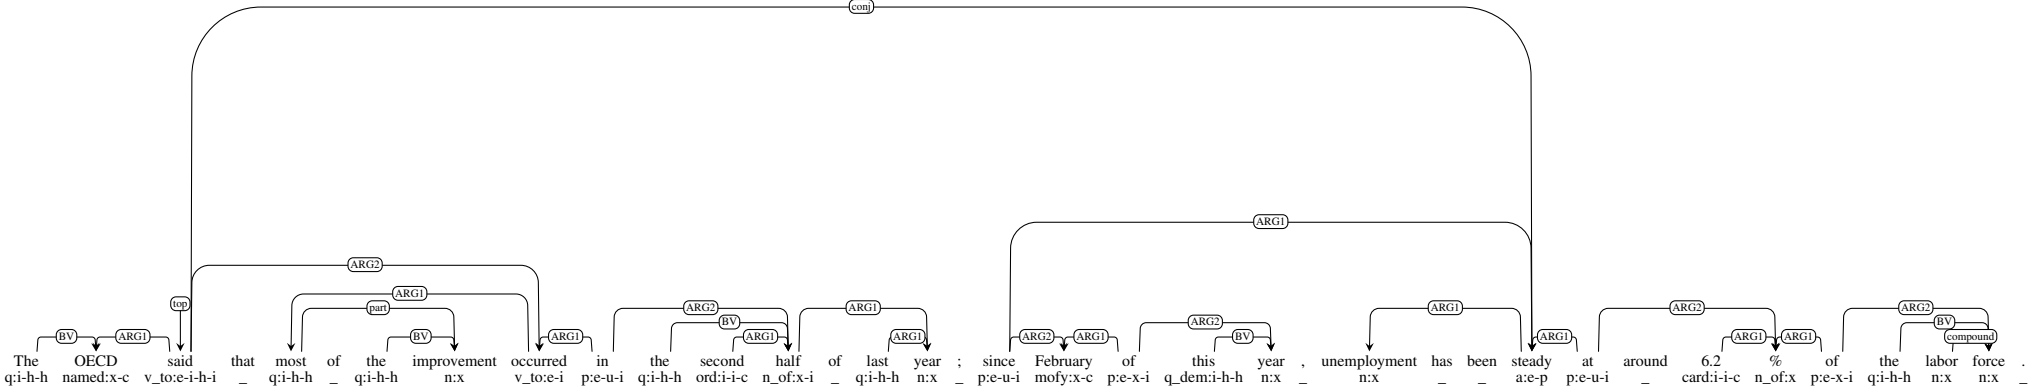 conj
ARG1
ARG2
top ARG1 part ARG2 BV ARG1 ARG1 ARG2 ARG2
BV ARG1 BV ARG1 ARG1 ARG1 ARG2 ARG1 BV ARG1 ARG1 ARG1 BV compound
The OECD said that most of the improvement occurred in the second half of last year ; since February of this year , unemployment has been steady at around 6.2 % of the labor force .
q:i-h-h named:x-c v_to:e-i-h-i _ q:i-h-h _ q:i-h-h n:x v_to:e-i p:e-u-i q:i-h-h ord:i-i-c n_of:x-i _ q:i-h-h n:x _ p:e-u-i mofy:x-c p:e-x-i q_dem:i-h-h n:x _ n:x _ _ a:e-p p:e-u-i _ card:i-i-c n_of:x p:e-x-i q:i-h-h n:x n:x _